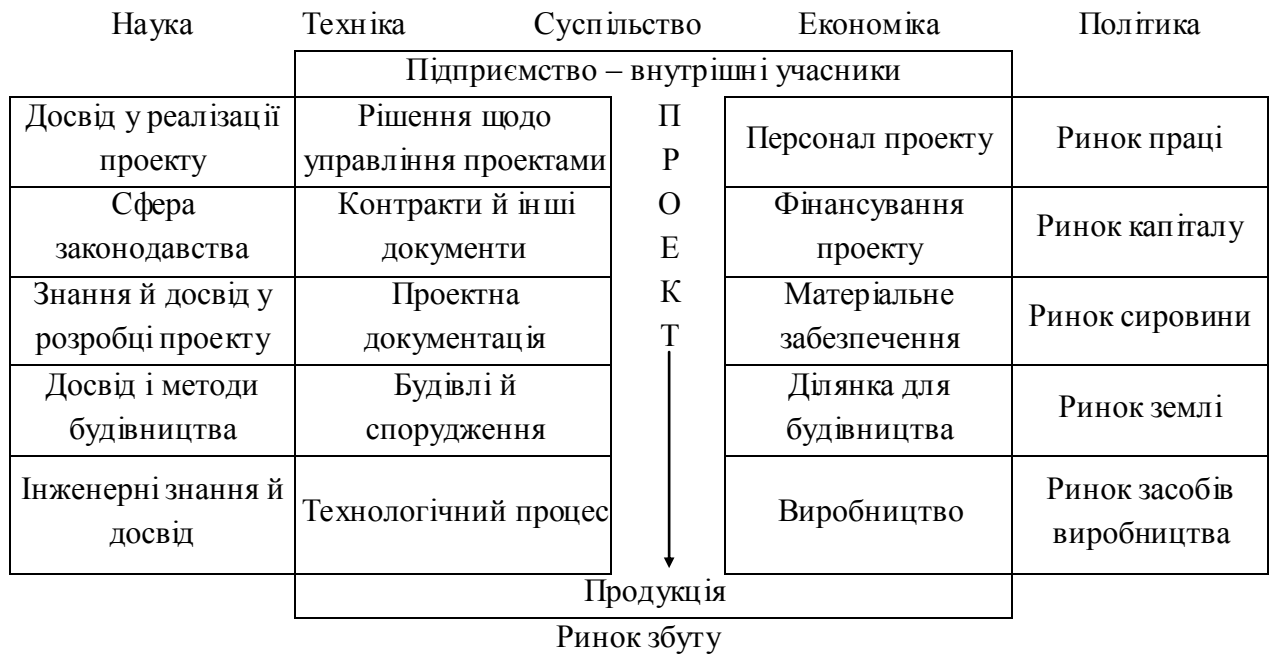 Наука Техніка Суспільство Економіка Політика
Підприємство – внутрішні учасники
Досвід у реалізації
проекту
Рішення щодо
управління проектами
П
Р
О
Е
К
Т
Персонал проекту
Ринок праці
Сфера
законодавства
Контракти й інші
документи
Фінансування
проекту
Ринок капіталу
Знання й досвід у
розробці проекту
Проектна
документація
Матеріальне
забезпечення
Ринок сировини
Досвід і методи
будівництва
Будівлі й
спорудження
Ділянка для
будівництва
Ринок землі
Інженерні знання й
досвід
Технологічний процес
Виробництво
Ринок засобів
виробництва
Продукція
Ринок збуту